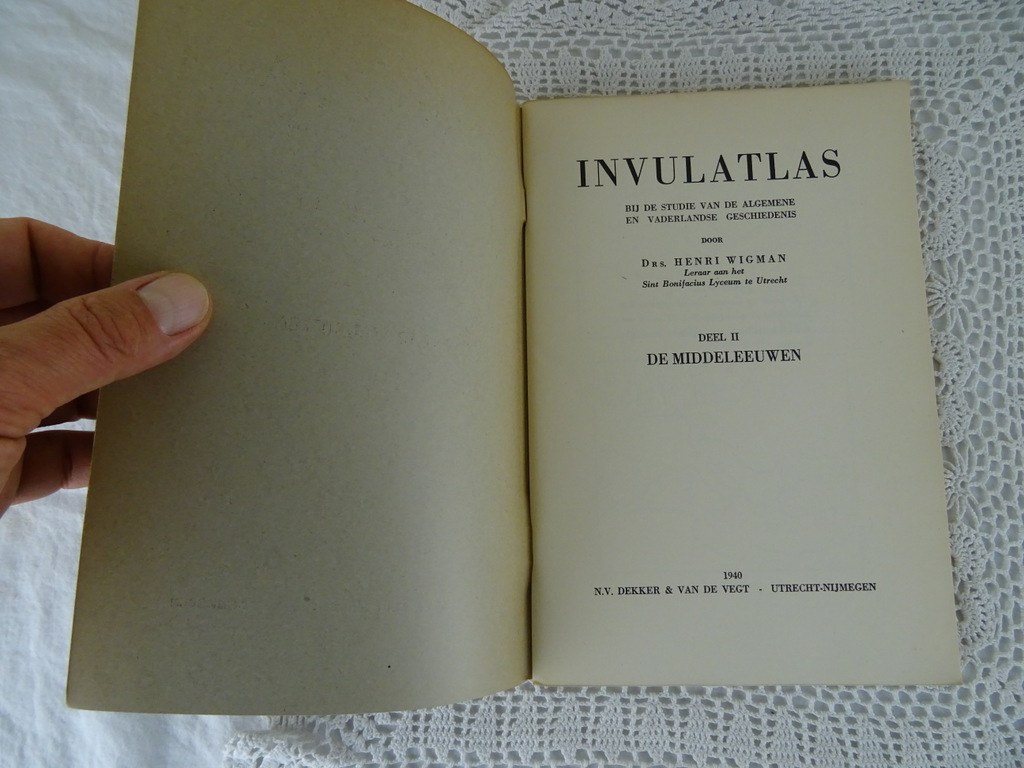 INVULATLAS
BIJ DE STUDIE VAN DE ALGEMENE
EN VADERLANDSE GESCHIEDENIS
DOOR
Drs. HENRI WIGMAN
Leraar aan het
Sint Bonifacius Lyceum te Utrecht
DEEL II
DE MIDDELEEUWEN
1940
N.V. DEKKER & VAN DE VEGT - UTRECHT-NIJMEGEN